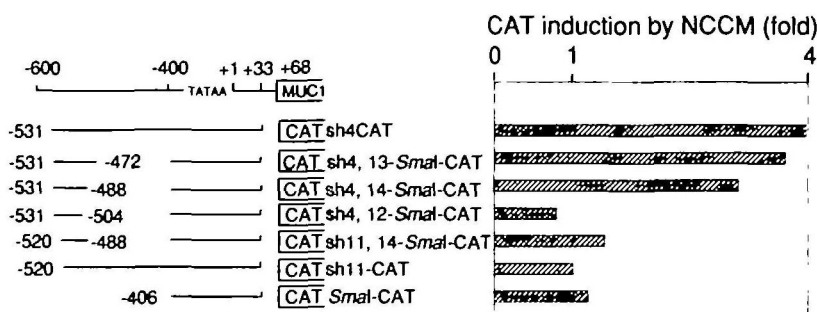 CAT induction by NCCM (fold)
0 1 4
-600 -400 +1 +33 +68
TATAA MUC1
-531 CAT sh4CAT
-531 -472 CAT sh4, 13-SmaI-CAT
-531 -488 CAT sh4, 14-SmaI-CAT
-531 -504 CAT sh4, 12-SmaI-CAT
-520 -488 CAT sh11, 14-SmaI-CAT
-520 CAT sh11-CAT
-406 CAT SmaI-CAT